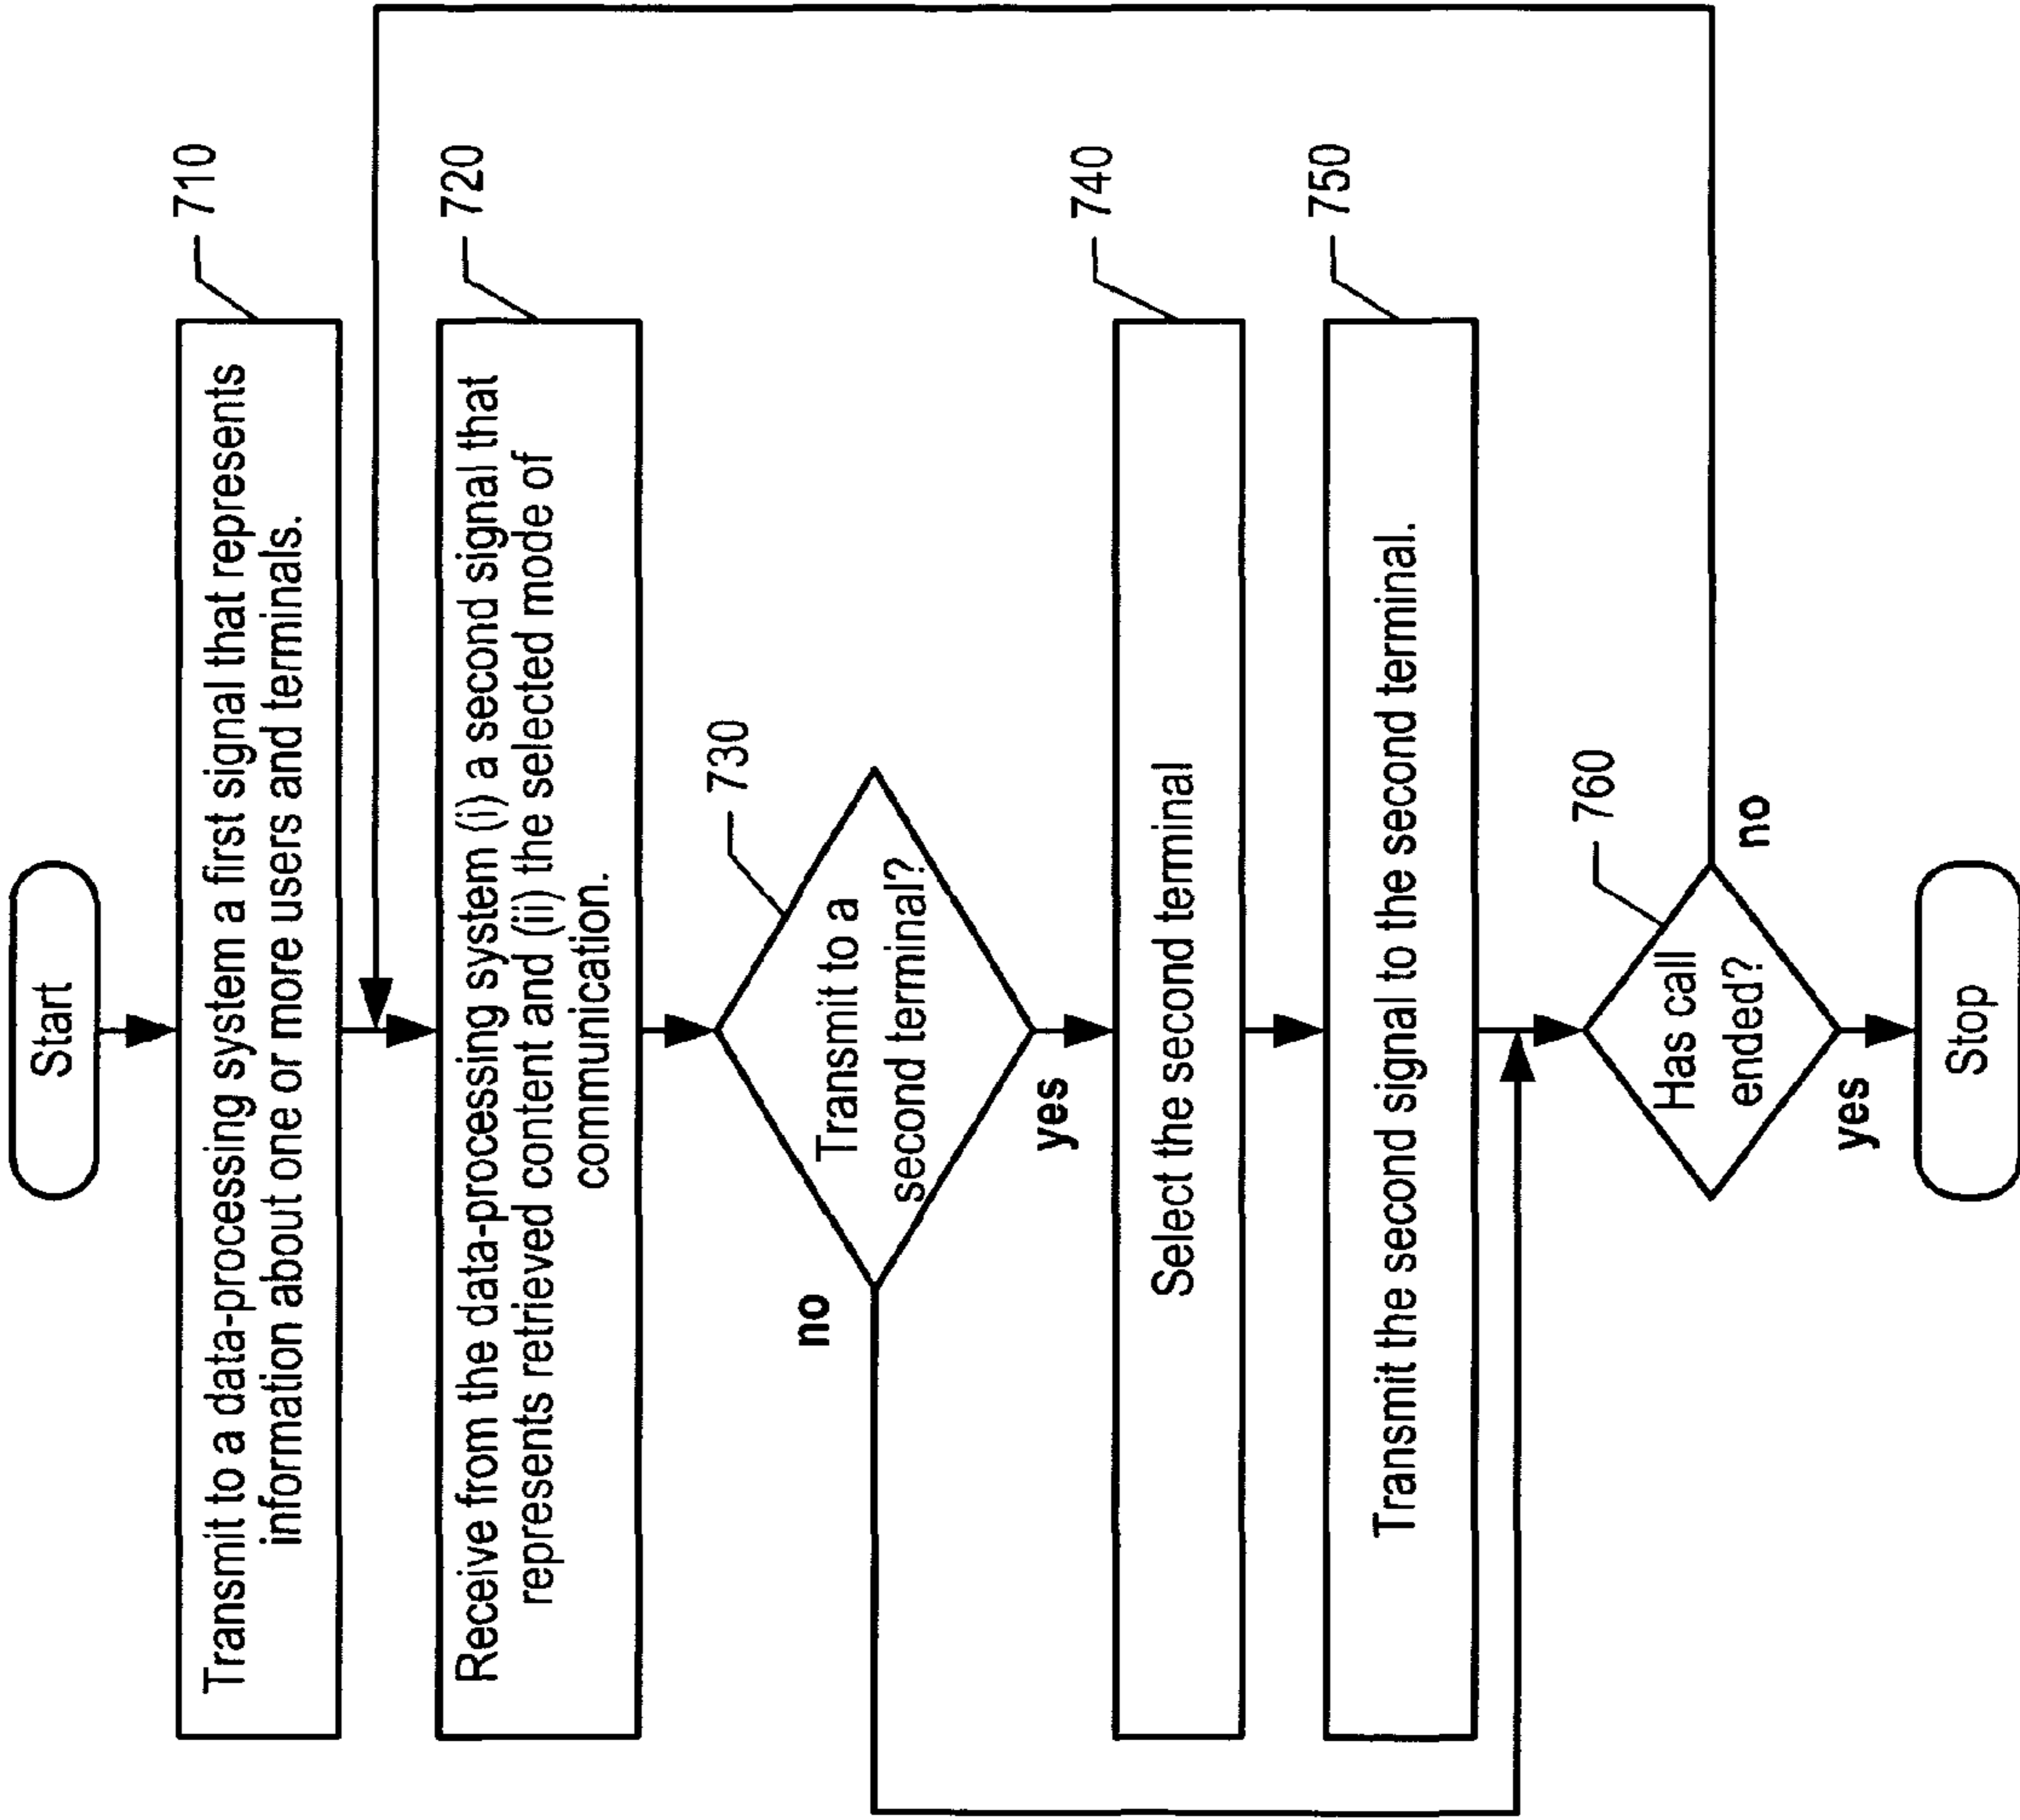 Start
710
Transmit to a data-processing system a first signal that represents
information about one or more users and terminals.
720
Receive from the data-processing system (i) a second signal that
represents retrieved content and (ii) the selected mode of
communication.
730
Transmit to a
second terminal?
no
yes
740
Select the second terminal
750
Transmit the second signal to the second terminal.
760
Has call
ended?
no
yes
Stop